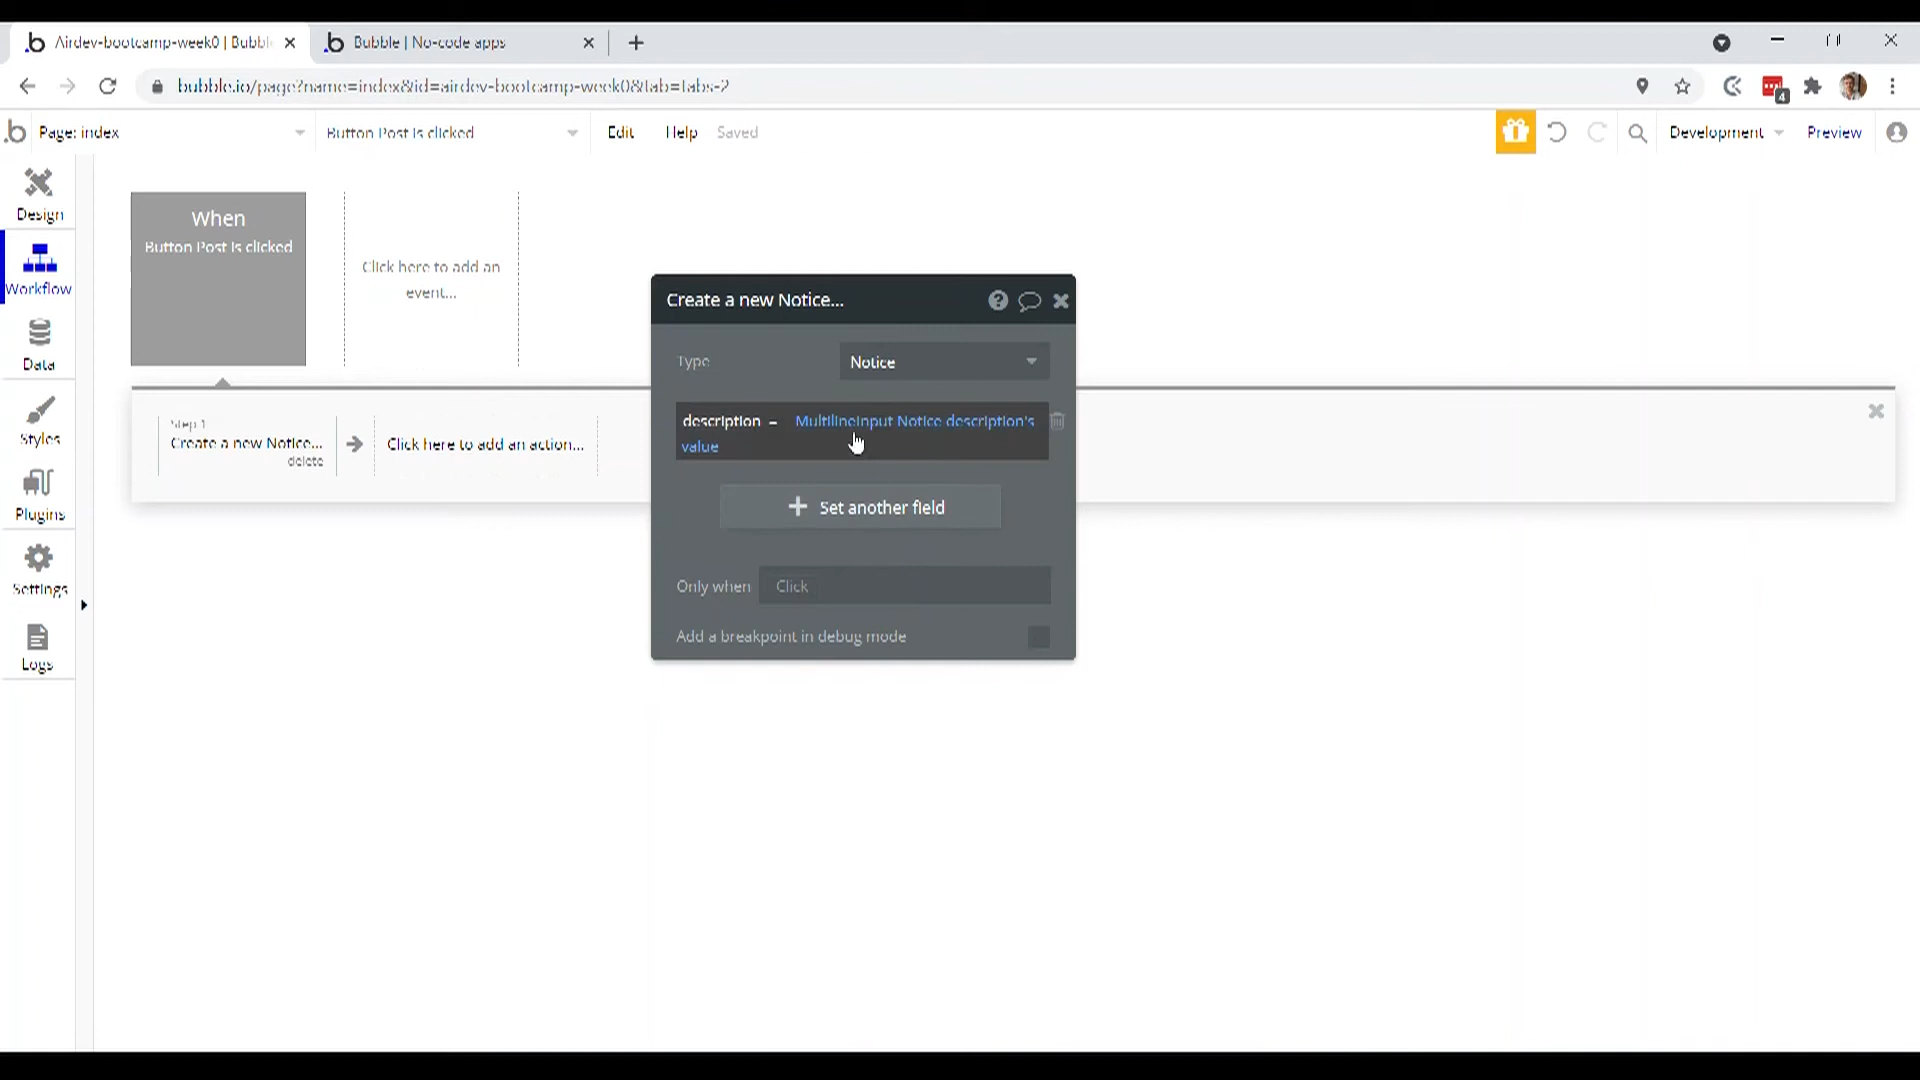 Airdev-bootcamp-week0 | Bubbl
Bubble | No-code apps
bubble.io/page?name=index&id=airdev-bootcamp-week0&tab=tabs-2
4
Page: index
Button Post is clicked
Edit
Help
Saved
Development
Preview
Design
Workflow
Data
Styles
Plugins
Settings
Logs
When
Button Post is clicked
Click here to add an
event...
Step 1
Create a new Notice...
delete
Click here to add an action...
Create a new Notice...
Type
Notice
description = MultilineInput Notice description's
value
Set another field
Only when
Click
Add a breakpoint in debug mode